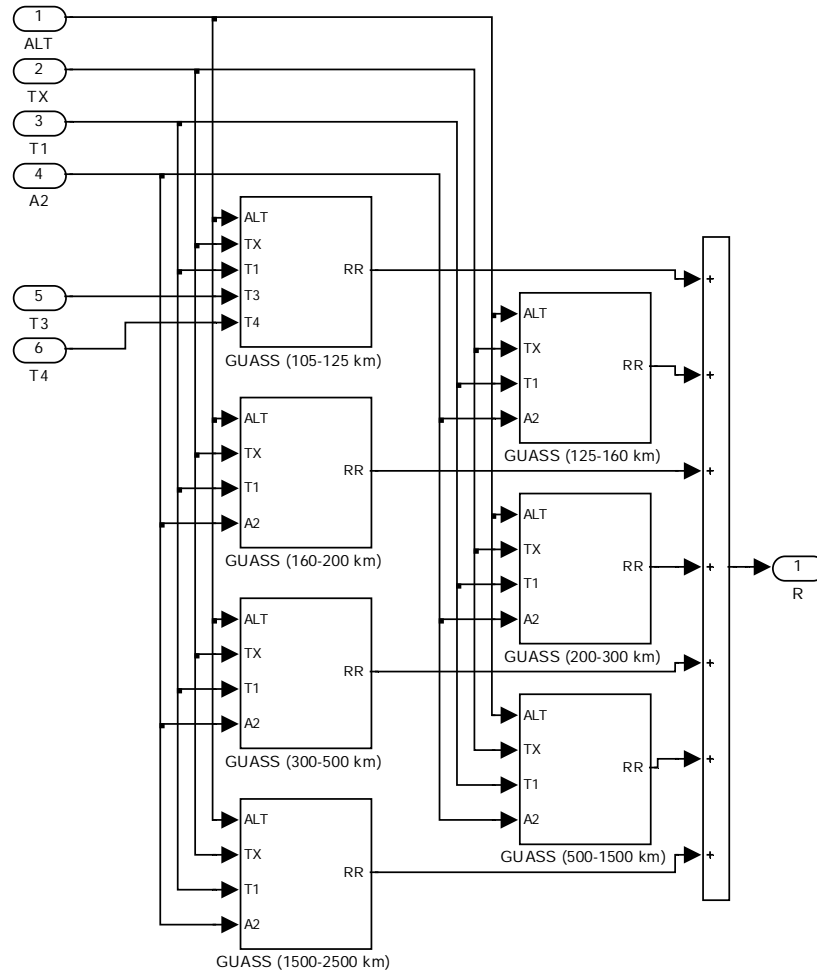 1
ALT
2
TX
3
T1
4
A2
5
T3
6
T4
ALT
TX
T1
T3
T4
RR
GUASS (105-125 km)
ALT
TX
T1
A2
RR
GUASS (125-160 km)
ALT
TX
T1
A2
RR
GUASS (160-200 km)
ALT
TX
T1
A2
RR
GUASS (200-300 km)
ALT
TX
T1
A2
RR
GUASS (300-500 km)
ALT
TX
T1
A2
RR
GUASS (500-1500 km)
ALT
TX
T1
A2
RR
GUASS (1500-2500 km)
+
+
+
+
+
+
+
1
R